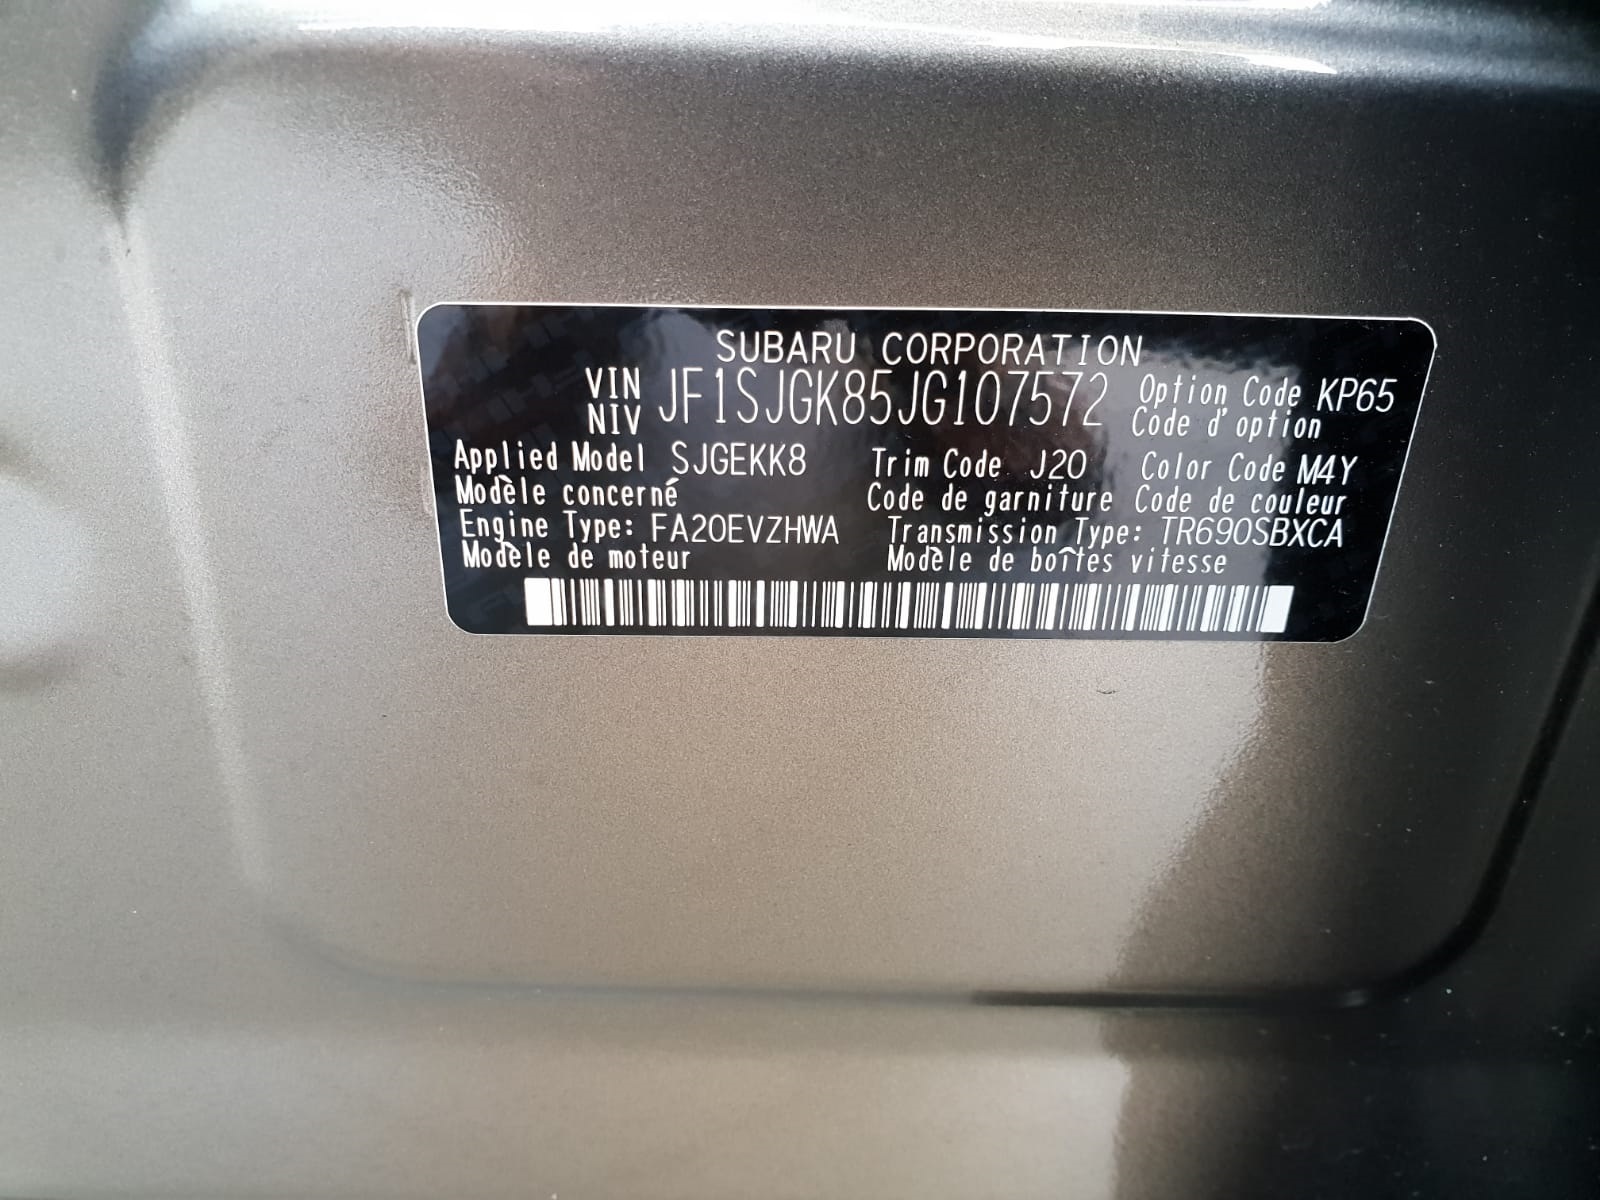 SUBARU CORPORATION
VIN NIV JF1SJGK85JG107572 Option Code KP65
Code d'option
Applied Model SJGEKK8 Trim Code J20 Color Code M4Y
Modèle concerné Code de garniture Code de couleur
Engine Type: FA20EVZHWA Transmission Type: TR690SBXCA
Modèle de moteur Modèle de boîtes vitesse